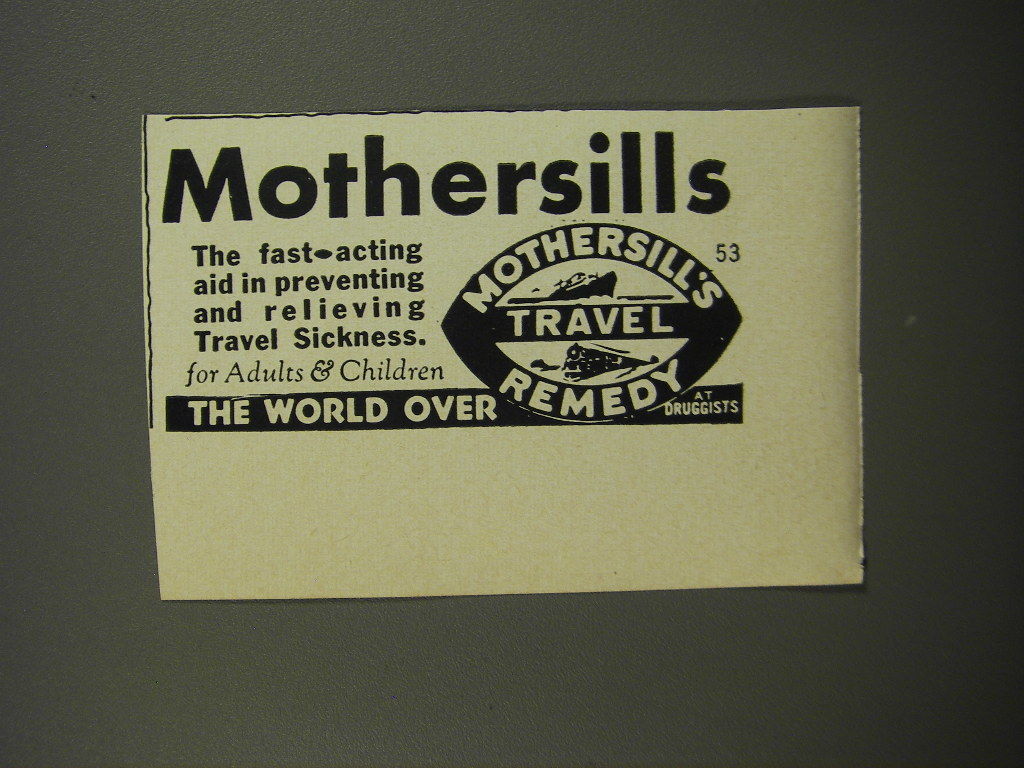 Mothersills
The fast-acting
aid in preventing
and relieving
Travel Sickness.
for Adults & Children
THE WORLD OVER
MOTHERSILL'S
TRAVEL
REMEDY
53
AT
DRUGGISTS